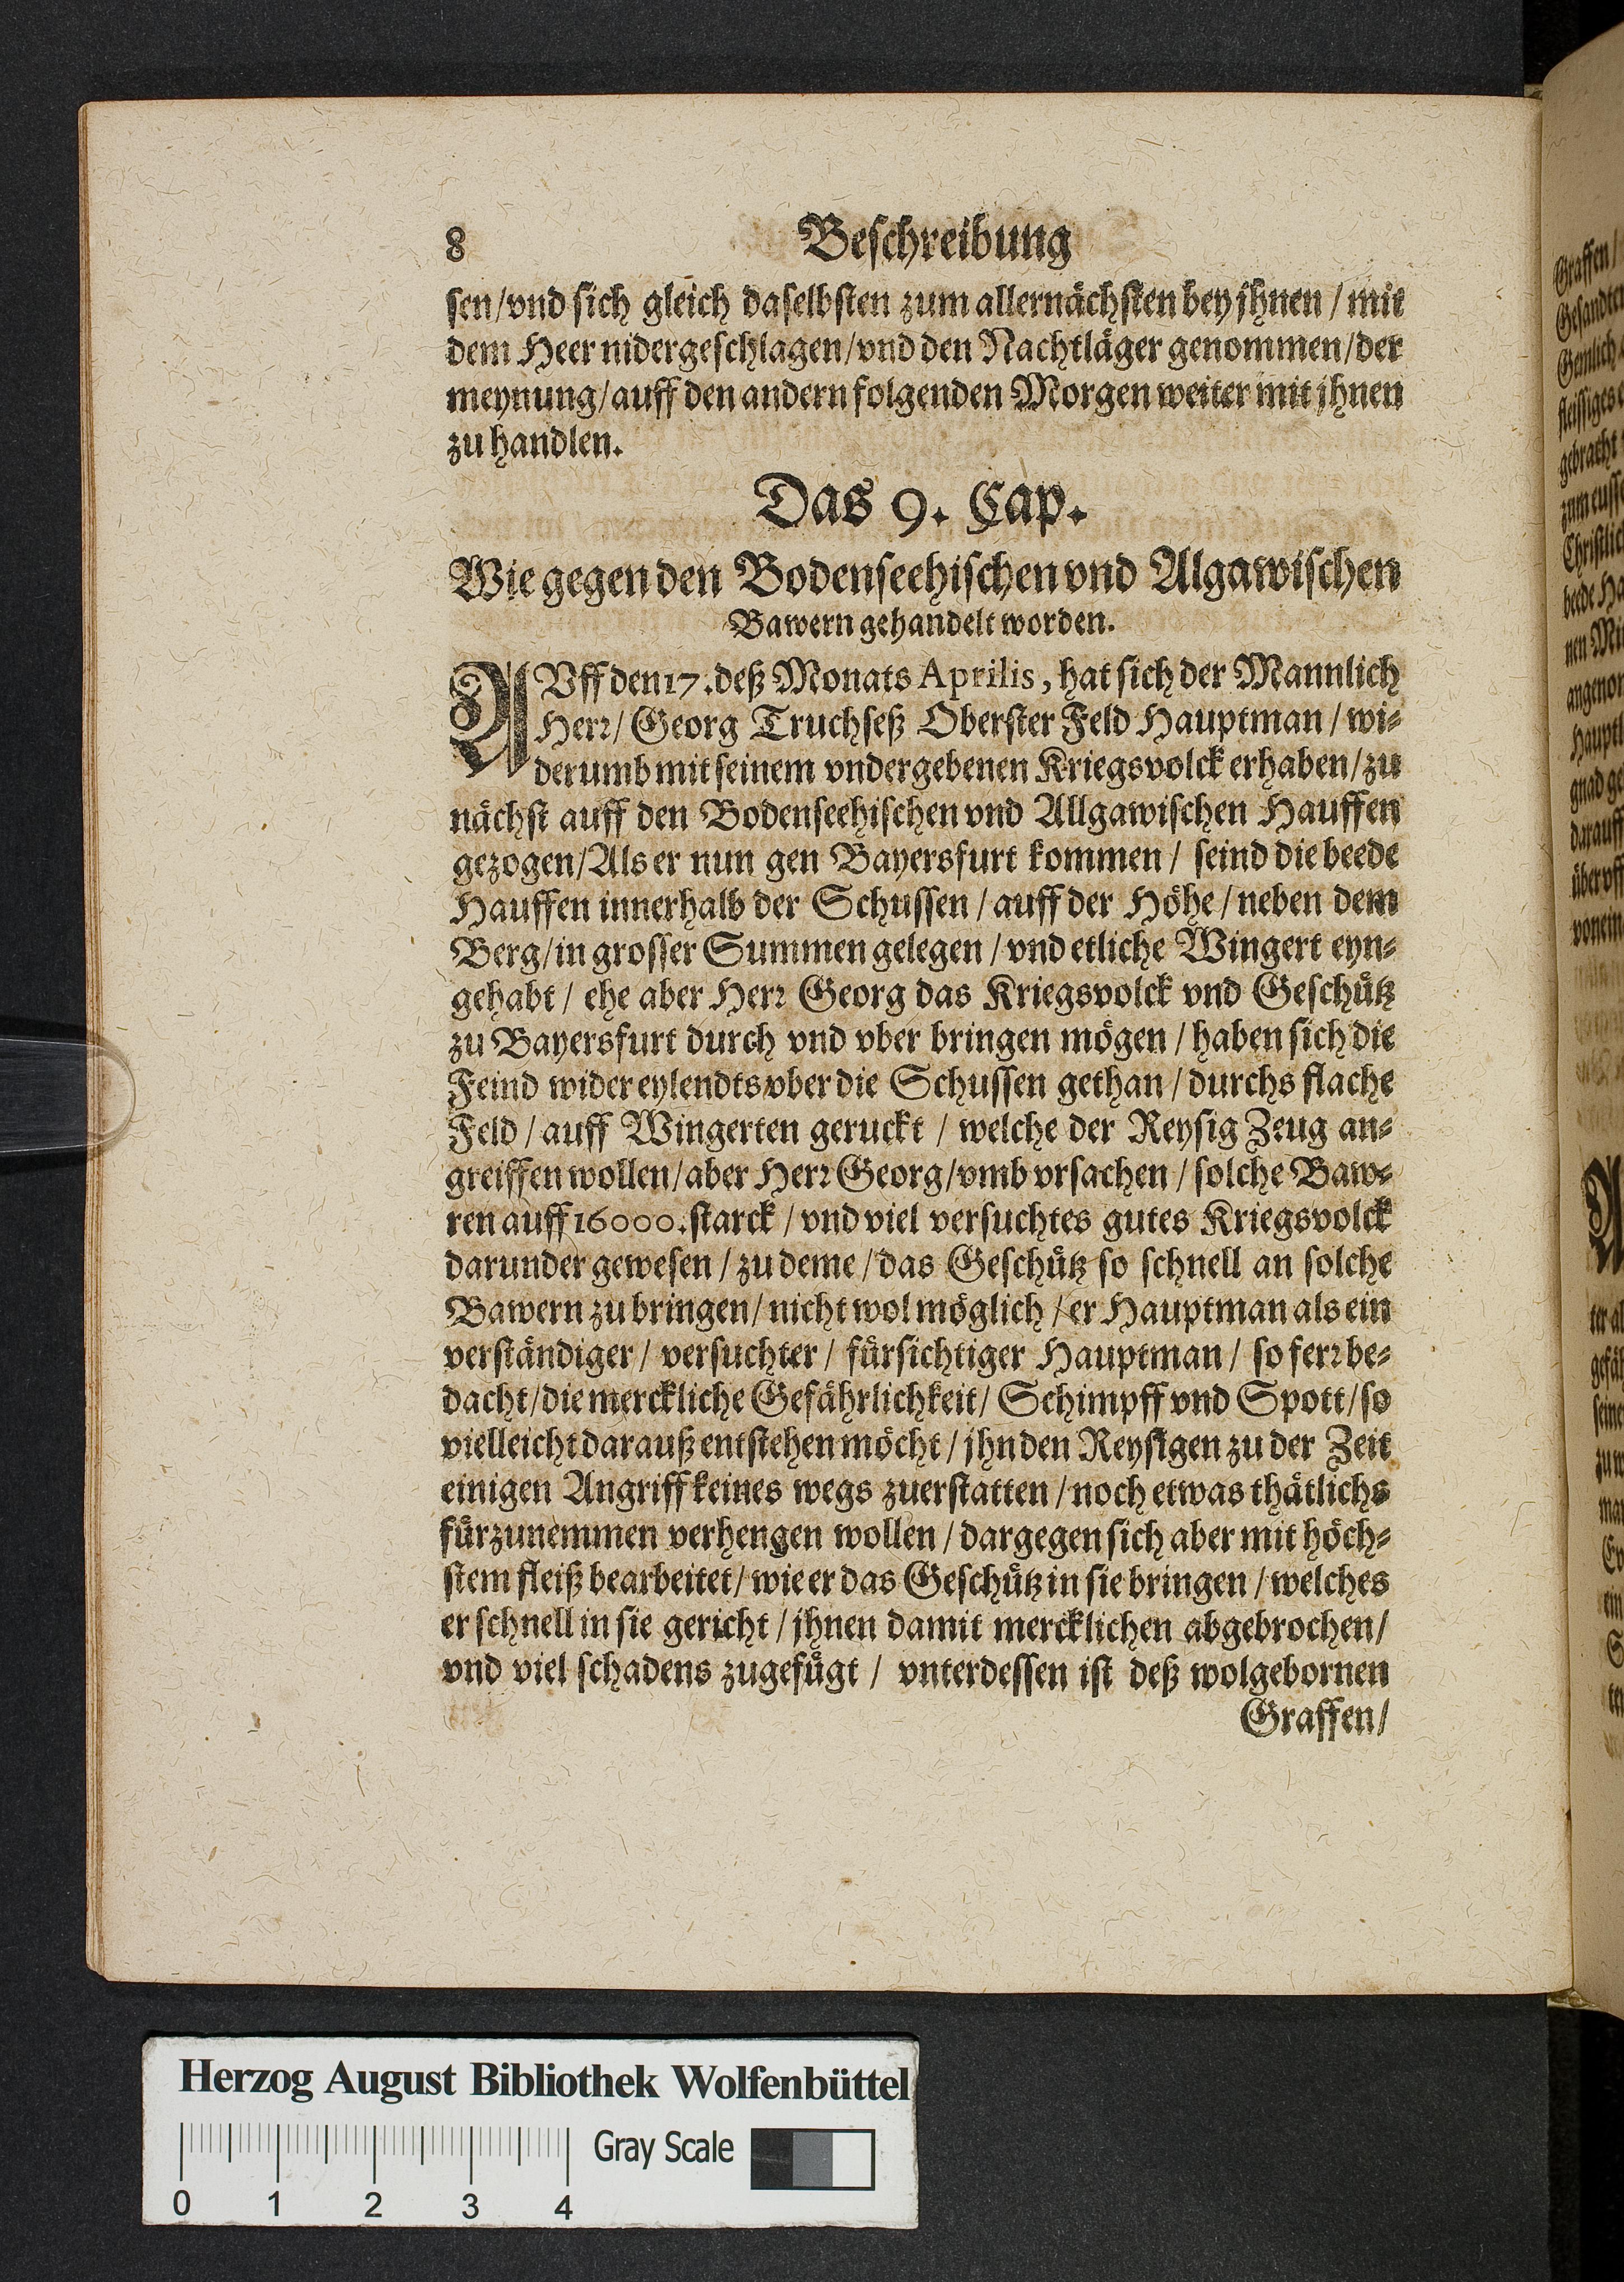 8 Beschreibung
sen/vnd sich gleich daselbsten zum allernächsten bey jhnen / mit
dem Heer nidergeschlagen/vnd den Nachtläger genommen/der
meynung/auff den andern folgenden Morgen weiter mit jhnen
zu handlen.
Das 9. Cap.
Wie gegen den Bodenseehischen vnd Algawischen
Bawern gehandelt worden.
AVff den 17. deß Monats Aprilis, hat sich der Mannlich
Herr/ Georg Truchseß Oberster Feld Hauptman / wi-
derumb mit seinem vndergebenen Kriegsvolck erhaben/zu
nächst auff den Bodenseehischen vnd Allgawischen Hauffen
gezogen/Als er nun gen Bayersfurt kommen / seind die beede
Hauffen innerhalb der Schussen / auff der Höhe / neben dem
Berg/in grosser Summen gelegen / vnd etliche Wingert eyn-
gehabt / ehe aber Herr Georg das Kriegsvolck vnd Geschütz
zu Bayersfurt durch vnd vber bringen mögen / haben sich die
Feind wider eylendts vber die Schussen gethan / durchs flache
Feld / auff Wingerten geruckt / welche der Reysig Zeug an-
greiffen wollen/aber Herr Georg/vmb vrsachen / solche Baw-
ren auff 16000. starck / vnd viel versuchtes gutes Kriegsvolck
darunder gewesen / zu deme / das Geschütz so schnell an solche
Bawern zu bringen/ nicht wol möglich / er Hauptman als ein
verständiger / versuchter / fürsichtiger Hauptman / so ferr be-
dacht/die merckliche Gefährlichkeit/ Schimpff vnd Spott/so
vielleicht darauß entstehen möcht / jhn den Reysigen zu der Zeit
einigen Angriff keines wegs zuerstatten / noch etwas thätlichs
fürzunemmen verhengen wollen / dargegen sich aber mit höch-
stem fleiß bearbeitet/ wie er das Geschütz in sie bringen / welches
er schnell in sie gericht / jhnen damit mercklichen abgebrochen/
vnd viel schadens zugefügt / vnterdessen ist deß wolgebornen
Graffen/
Herzog August Bibliothek Wolfenbüttel
Gray Scale
0 1 2 3 4